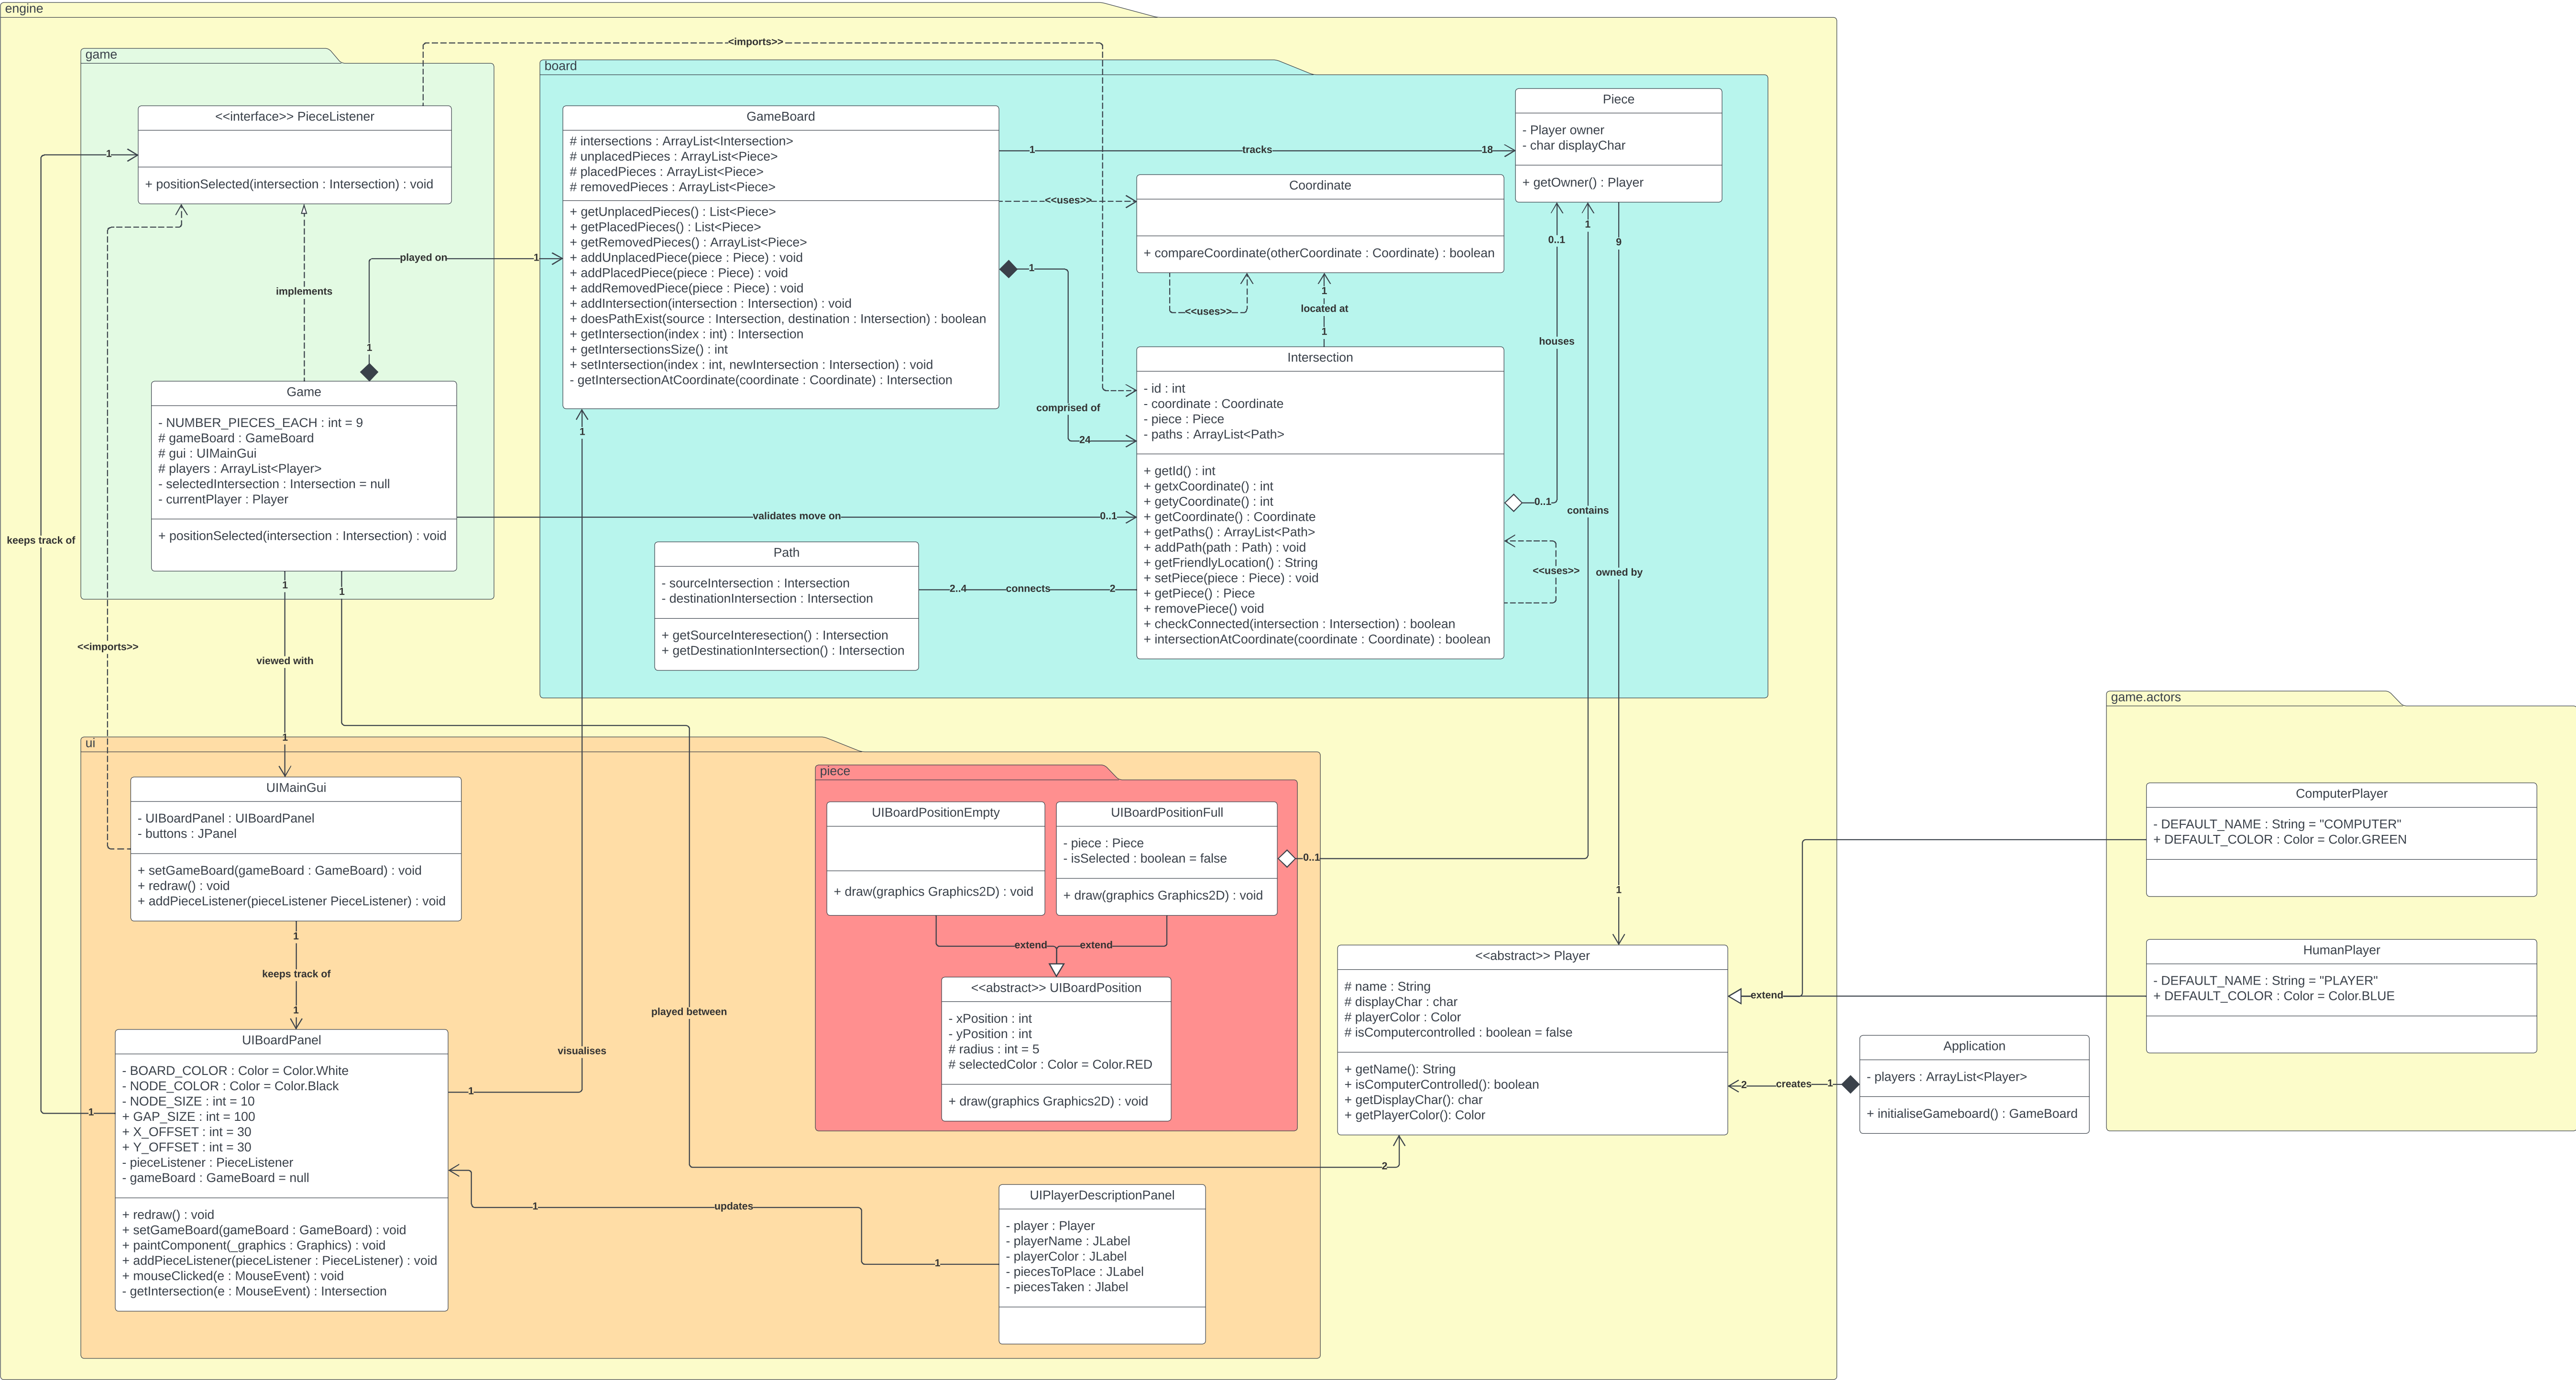 engine
game
<<interface>> PieceListener
+ positionSelected(intersection : Intersection) : void
<imports>>
1
implements
played on
1
1
Game
- NUMBER_PIECES_EACH : int = 9
# gameBoard : GameBoard
# gui : UIMainGui
# players : ArrayList<Player>
- selectedIntersection : Intersection = null
- currentPlayer : Player
+ positionSelected(intersection : Intersection) : void
1
1
keeps track of
<<imports>>
viewed with
1
board
GameBoard
# intersections : ArrayList<Intersection>
# unplacedPieces : ArrayList<Piece>
# placedPieces : ArrayList<Piece>
# removedPieces : ArrayList<Piece>
+ getUnplacedPieces() : List<Piece>
+ getPlacedPieces() : List<Piece>
+ getRemovedPieces() : ArrayList<Piece>
+ addUnplacedPiece(piece : Piece) : void
+ addPlacedPiece(piece : Piece) : void
+ addRemovedPiece(piece : Piece) : void
+ addIntersection(intersection : Intersection) : void
+ doesPathExist(source : Intersection, destination : Intersection) : boolean
+ getIntersection(index : int) : Intersection
+ getIntersectionsSize() : int
+ setIntersection(index : int, newIntersection : Intersection) : void
- getIntersectionAtCoordinate(coordinate : Coordinate) : Intersection
1
1
tracks
18
<<uses>>
1
comprised of
24
Piece
- Player owner
- char displayChar
+ getOwner() : Player
Coordinate
+ compareCoordinate(otherCoordinate : Coordinate) : boolean
<<uses>>
1
located at
1
0..1
1
9
houses
Intersection
- id : int
- coordinate : Coordinate
- piece : Piece
- paths : ArrayList<Path>
+ getId() : int
+ getxCoordinate() : int
+ getyCoordinate() : int
+ getCoordinate() : Coordinate
+ getPaths() : ArrayList<Path>
+ addPath(path : Path) : void
+ getFriendlyLocation() : String
+ setPiece(piece : Piece) : void
+ getPiece() : Piece
+ removePiece() void
+ checkConnected(intersection : Intersection) : boolean
+ intersectionAtCoordinate(coordinate : Coordinate) : boolean
0..1
contains
<<uses>>
owned by
validates move on
0..1
Path
- sourceIntersection : Intersection
- destinationIntersection : Intersection
+ getSourceInteresection() : Intersection
+ getDestinationIntersection() : Intersection
2..4
connects
2
ui
UIMainGui
- UIBoardPanel : UIBoardPanel
- buttons : JPanel
+ setGameBoard(gameBoard : GameBoard) : void
+ redraw() : void
+ addPieceListener(pieceListener PieceListener) : void
1
keeps track of
1
UIBoardPanel
- BOARD_COLOR : Color = Color.White
- NODE_COLOR : Color = Color.Black
- NODE_SIZE : int = 10
+ GAP_SIZE : int = 100
+ X_OFFSET : int = 30
+ Y_OFFSET : int = 30
- pieceListener : PieceListener
- gameBoard : GameBoard = null
+ redraw() : void
+ setGameBoard(gameBoard : GameBoard) : void
+ paintComponent(_graphics : Graphics) : void
+ addPieceListener(pieceListener : PieceListener) : void
+ mouseClicked(e : MouseEvent) : void
- getIntersection(e : MouseEvent) : Intersection
1
1
visualises
played between
2
1
updates
1
piece
UIBoardPositionEmpty
+ draw(graphics Graphics2D) : void
UIBoardPositionFull
- piece : Piece
- isSelected : boolean = false
+ draw(graphics Graphics2D) : void
0..1
extend
extend
<<abstract>> UIBoardPosition
- xPosition : int
- yPosition : int
# radius : int = 5
# selectedColor : Color = Color.RED
+ draw(graphics Graphics2D) : void
UIPlayerDescriptionPanel
- player : Player
- playerName : JLabel
- playerColor : JLabel
- piecesToPlace : JLabel
- piecesTaken : Jlabel
1
<<abstract>> Player
# name : String
# displayChar : char
# playerColor : Color
# isComputercontrolled : boolean = false
+ getName(): String
+ isComputerControlled(): boolean
+ getDisplayChar(): char
+ getPlayerColor(): Color
extend
2
creates
1
Application
- players : ArrayList<Player>
+ initialiseGameboard() : GameBoard
game.actors
ComputerPlayer
- DEFAULT_NAME : String = "COMPUTER"
+ DEFAULT_COLOR : Color = Color.GREEN
HumanPlayer
- DEFAULT_NAME : String = "PLAYER"
+ DEFAULT_COLOR : Color = Color.BLUE